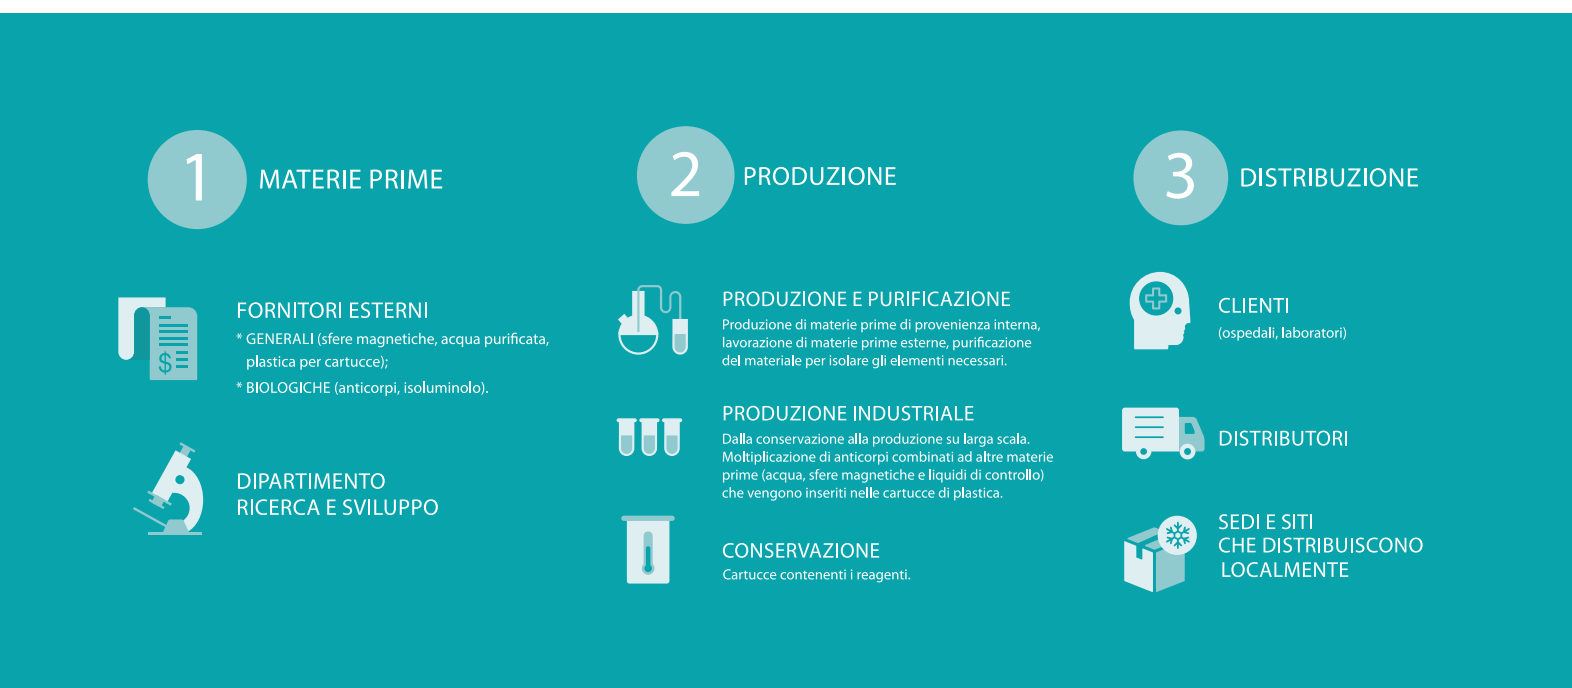 1
MATERIE PRIME
FORNITORI ESTERNI
* GENERALI (sfere magnetiche, acqua purificata,
plastica per cartucce);
* BIOLOGICHE (anticorpi, isoluminolo).
$
DIPARTIMENTO
RICERCA E SVILUPPO
2
PRODUZIONE
PRODUZIONE E PURIFICAZIONE
Produzione di materie prime di provenienza interna,
lavorazione di materie prime esterne, purificazione
del materiale per isolare gli elementi necessari.
PRODUZIONE INDUSTRIALE
Dalla conservazione alla produzione su larga scala.
Moltiplicazione di anticorpi combinati ad altre materie
prime (acqua, sfere magnetiche e liquidi di controllo)
che vengono inseriti nelle cartucce di plastica.
CONSERVAZIONE
Cartucce contenenti i reagenti.
3
DISTRIBUZIONE
CLIENTI
(ospedali, laboratori)
DISTRIBUTORI
SEDI E SITI
CHE DISTRIBUISCONO
LOCALMENTE